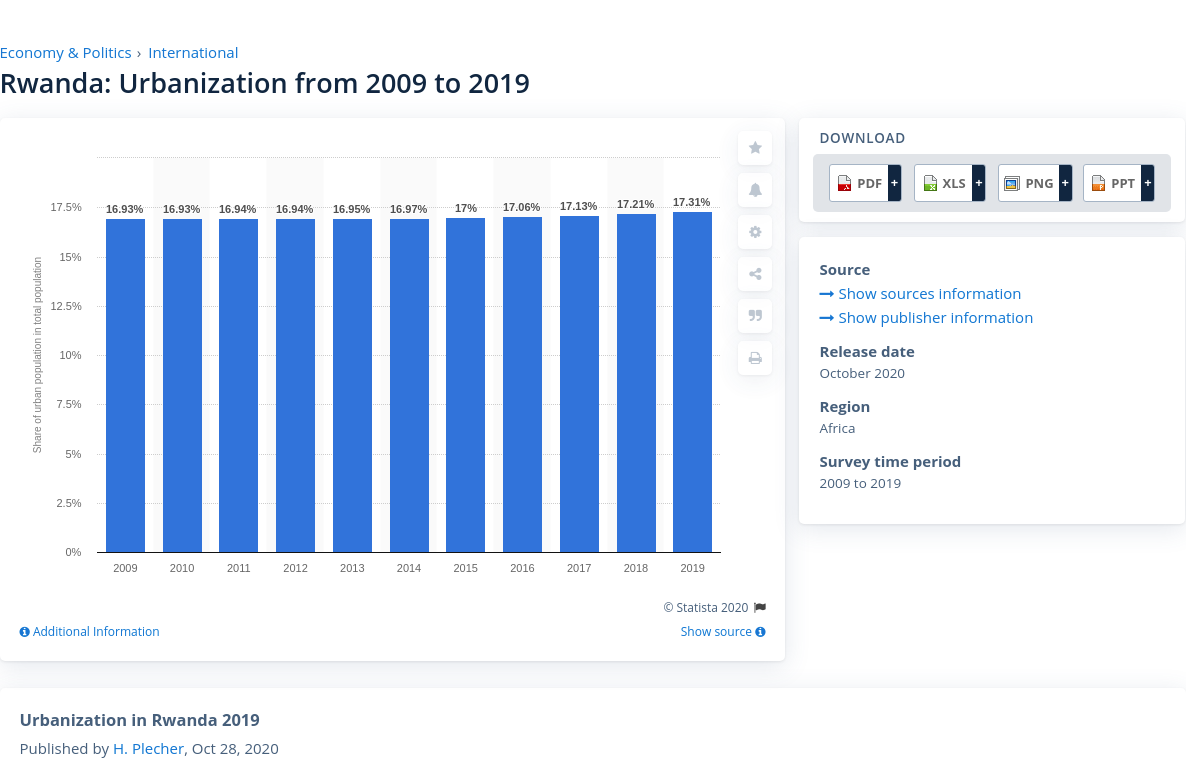 Economy & Politics › International
Rwanda: Urbanization from 2009 to 2019
Share of urban population in total population
17.5%
15%
12.5%
10%
7.5%
5%
2.5%
0%
16.93% 16.93% 16.94% 16.94% 16.95% 16.97% 17% 17.06% 17.13% 17.21% 17.31%
2009 2010 2011 2012 2013 2014 2015 2016 2017 2018 2019
© Statista 2020
Additional Information
Show source
DOWNLOAD
PDF + XLS + PNG + PPT +
Source
Show sources information
Show publisher information
Release date
October 2020
Region
Africa
Survey time period
2009 to 2019
Urbanization in Rwanda 2019
Published by H. Plecher, Oct 28, 2020